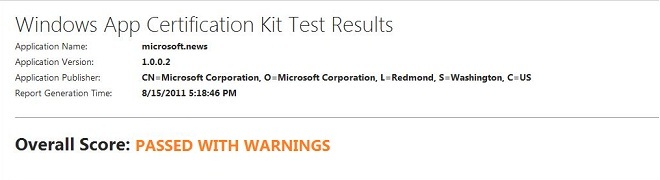 Windows App Certification Kit Test Results
Application Name: microsoft.news
Application Version: 1.0.0.2
Application Publisher: CN=Microsoft Corporation, O=Microsoft Corporation, L=Redmond, S=Washington, C=US
Report Generation Time: 8/15/2011 5:18:46 PM
Overall Score: PASSED WITH WARNINGS